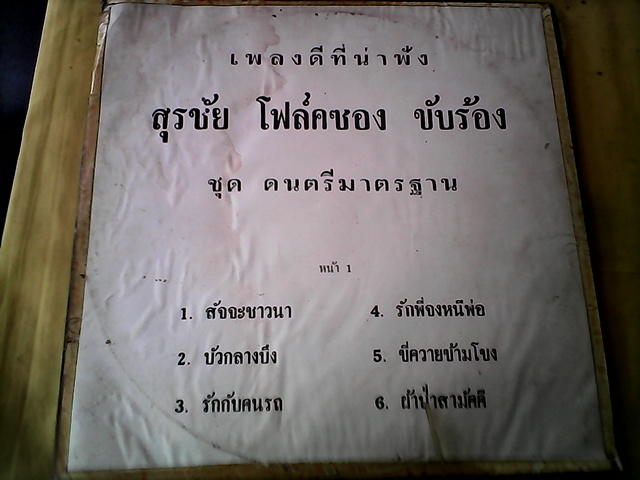 เพลงดีที่น่าฟัง
สุรชัย โฟล์คซอง ขับร้อง
ชุด ดนตรีมาตรฐาน
หน้า 1
1. สัจจะชาวนา
2. บัวกลางบึง
3. รักกับคนรถ
4. รักพี่จงหนีพ่อ
5. ขี่ควายข้ามโขง
6. ผ้าป่าสามัคคี